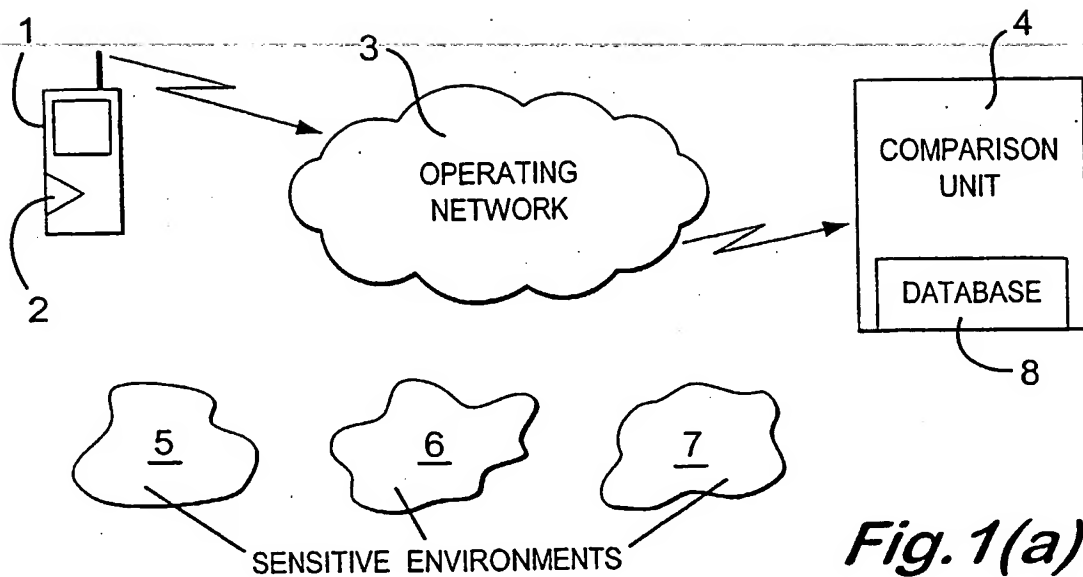 1
3
4
OPERATING
NETWORK
COMPARISON
UNIT
2
DATABASE
8
5
6
7
SENSITIVE ENVIRONMENTS
Fig.1(a)